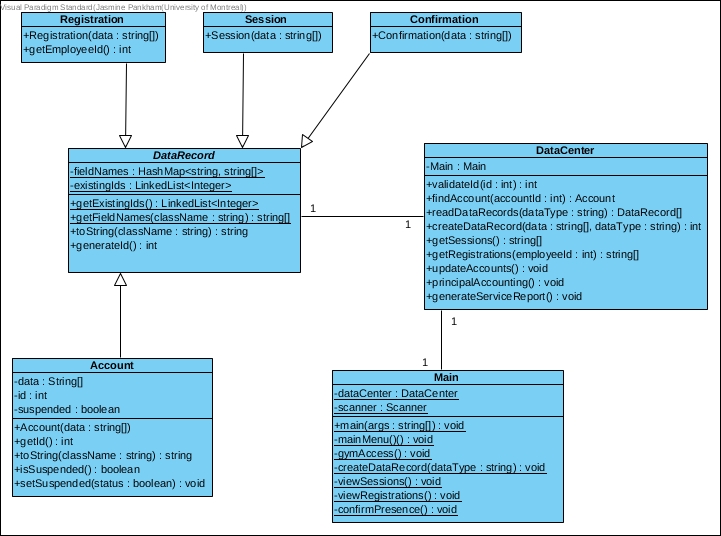 Visual Paradigm Standard(Jasmine Pankham(University of Montreal))
Registration
+Registration(data : string[])
+getEmployeeId() : int
Session
+Session(data : string[])
Confirmation
+Confirmation(data : string[])
DataRecord
-fieldNames : HashMap<string, string[]>
-existingIds : LinkedList<Integer>
+getExistingIds() : LinkedList<Integer>
+getFieldNames(className : string) : string[]
+toString(className : string) : string
+generateId() : int
1
1
DataCenter
-Main : Main
+validateId(id : int) : int
+findAccount(accountId : int) : Account
+readDataRecords(dataType : string) : DataRecord[]
+createDataRecord(data : string[], dataType : string) : int
+getSessions() : string[]
+getRegistrations(employeeId : int) : string[]
+updateAccounts() : void
+principalAccounting() : void
+generateServiceReport() : void
1
1
Account
-data : String[]
-id : int
-suspended : boolean
+Account(data : string[])
+getId() : int
+toString(className : string) : string
+isSuspended() : boolean
+setSuspended(status : boolean) : void
Main
-dataCenter : DataCenter
-scanner : Scanner
+main(args : string[]) : void
-mainMenu()() : void
-gymAccess() : void
-createDataRecord(dataType : string) : void
-viewSessions() : void
-viewRegistrations() : void
-confirmPresence() : void